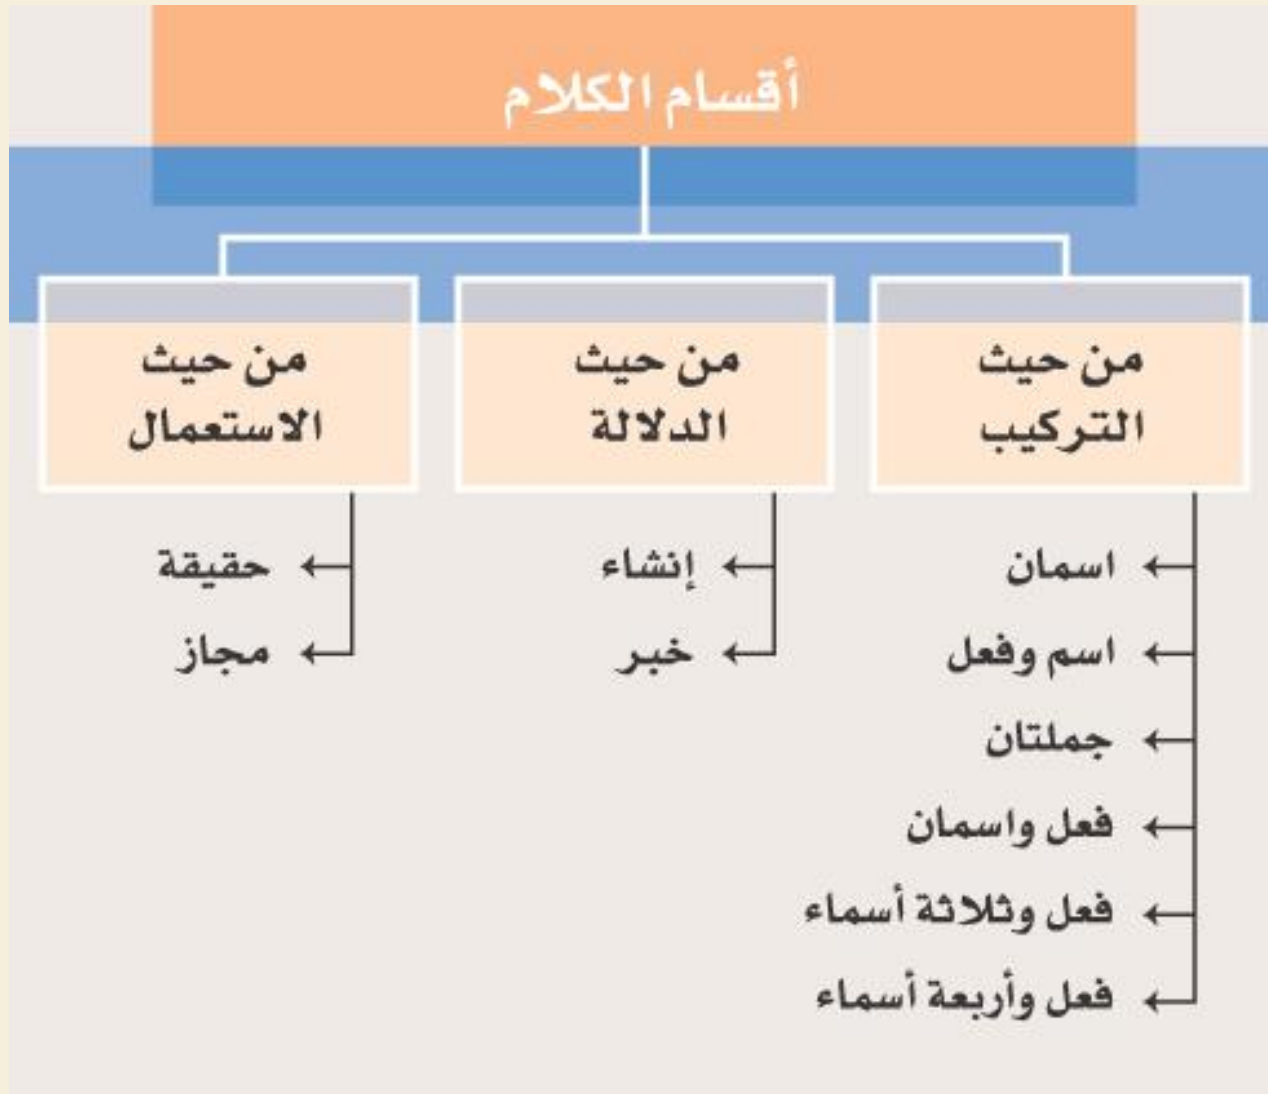 أقسام الكلام
من حيث
التركيب
اسمان
اسم وفعل
جملتان
فعل واسمان
فعل وثلاثة أسماء
فعل وأربعة أسماء
من حيث
الدلالة
إنشاء
خبر
من حيث
الاستعمال
حقيقة
مجاز